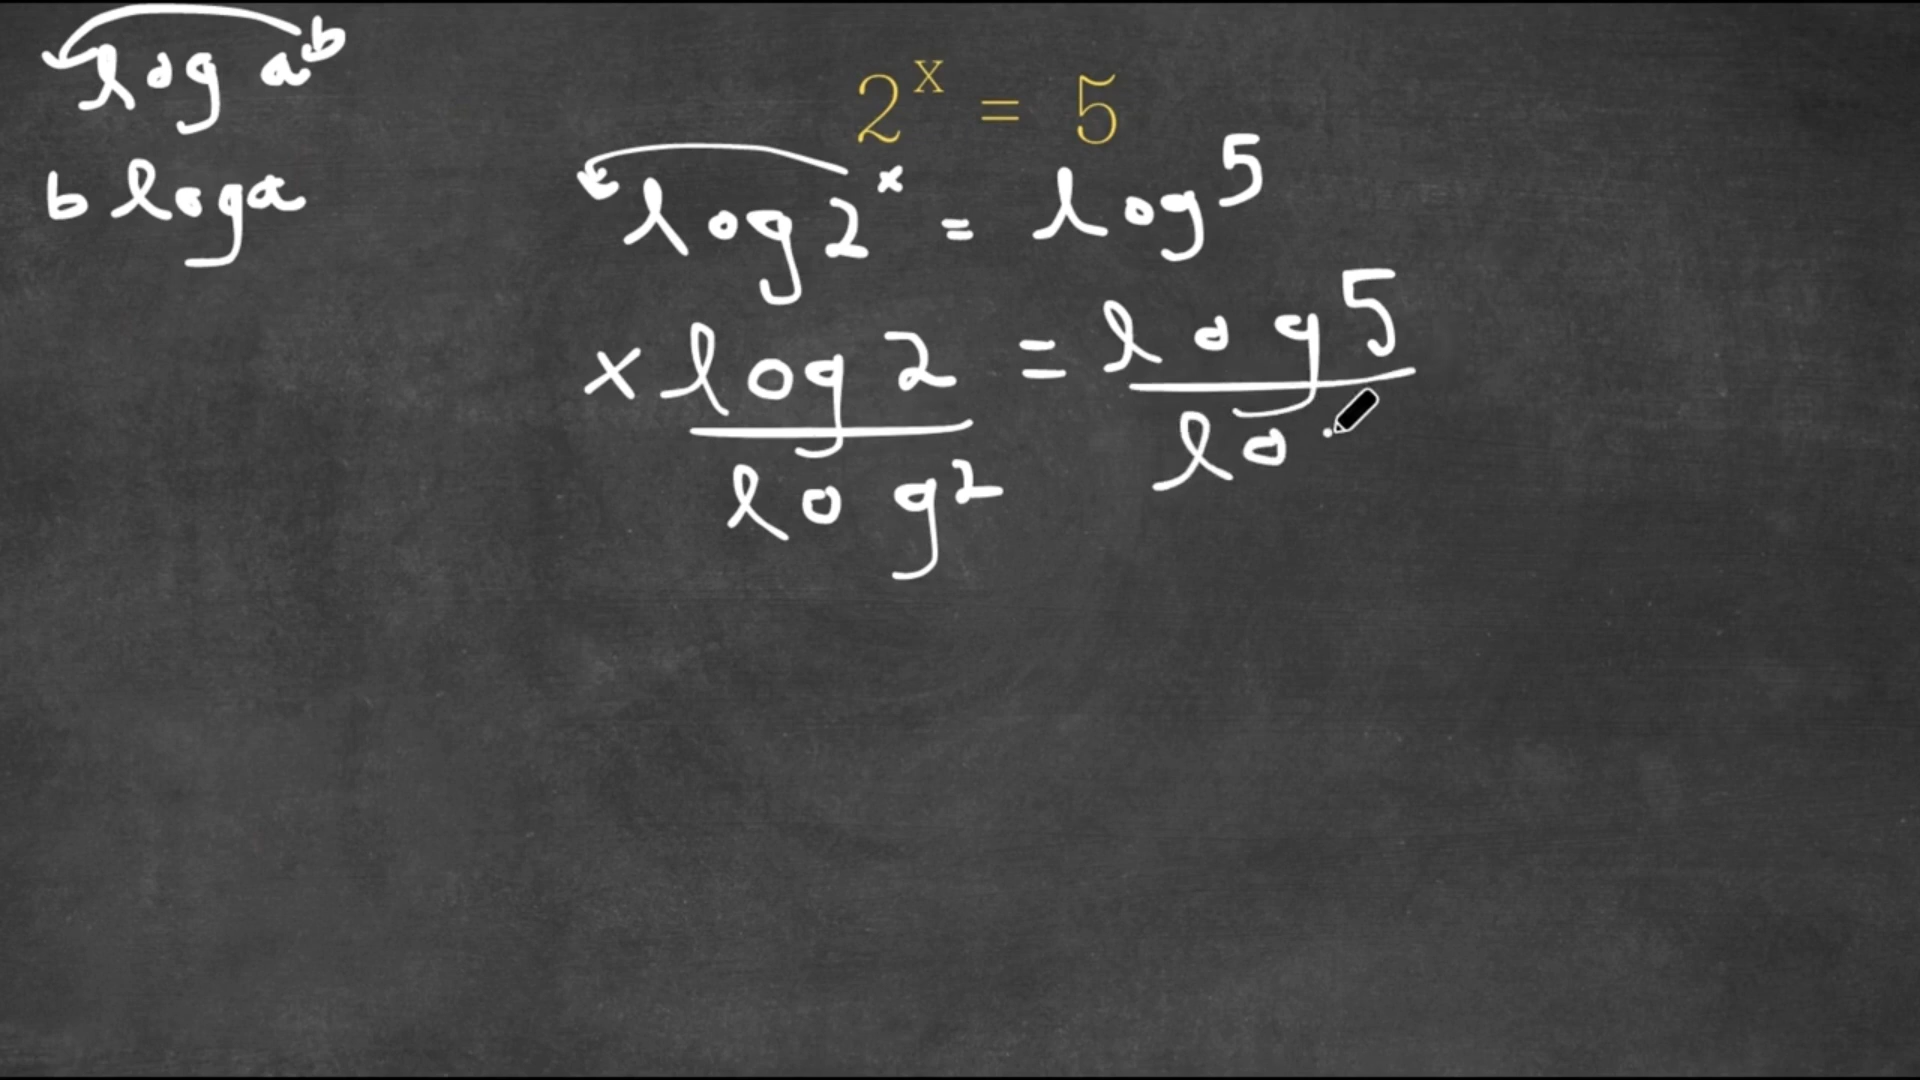 log a^b
b log a
2^x = 5
log 2^x = log 5
x log 2 = log 5
log 2 lo